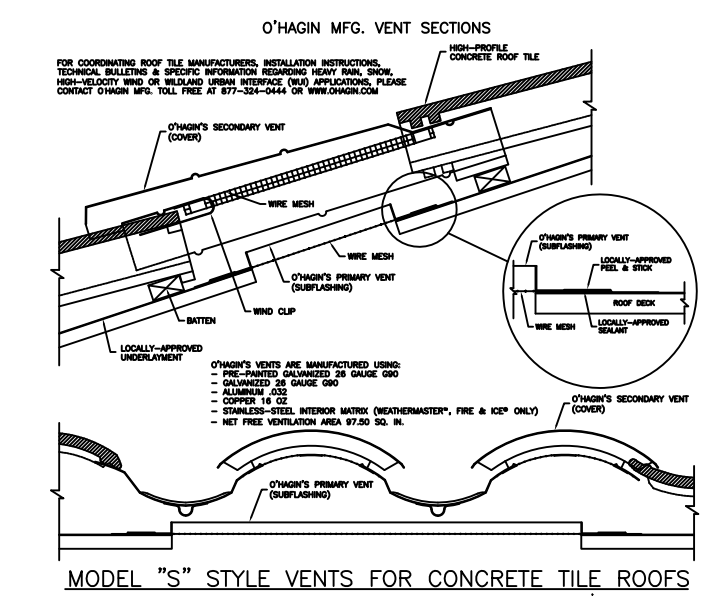 O'HAGIN MFG. VENT SECTIONS
FOR COORDINATING ROOF TILE MANUFACTURERS, INSTALLATION INSTRUCTIONS,
TECHNICAL BULLETINS & SPECIFIC INFORMATION REGARDING HEAVY RAIN, SNOW,
HIGH-VELOCITY WIND OR WILDLAND URBAN INTERFACE (WUI) APPLICATIONS, PLEASE
CONTACT O'HAGIN MFG. TOLL FREE AT 877-324-0444 OR WWW.OHAGIN.COM
HIGH-PROFILE
CONCRETE ROOF TILE
O'HAGIN'S SECONDARY VENT
(COVER)
WIRE MESH
WIRE MESH
O'HAGIN'S PRIMARY VENT
(SUBFLASHING)
WIND CLIP
BATTEN
LOCALLY-APPROVED
UNDERLAYMENT
O'HAGIN'S PRIMARY VENT
(SUBFLASHING)
LOCALLY-APPROVED
PEEL & STICK
ROOF DECK
WIRE MESH
LOCALLY-APPROVED
SEALANT
O'HAGIN'S VENTS ARE MANUFACTURED USING:
- PRE-PAINTED GALVANIZED 26 GAUGE G90
- GALVANIZED 26 GAUGE G90
- ALUMINUM .032
- COPPER 16 OZ
- STAINLESS-STEEL INTERIOR MATRIX (WEATHERMASTER®, FIRE & ICE® ONLY)
- NET FREE VENTILATION AREA 97.50 SQ. IN.
O'HAGIN'S SECONDARY VENT
(COVER)
O'HAGIN'S PRIMARY VENT
(SUBFLASHING)
MODEL "S" STYLE VENTS FOR CONCRETE TILE ROOFS